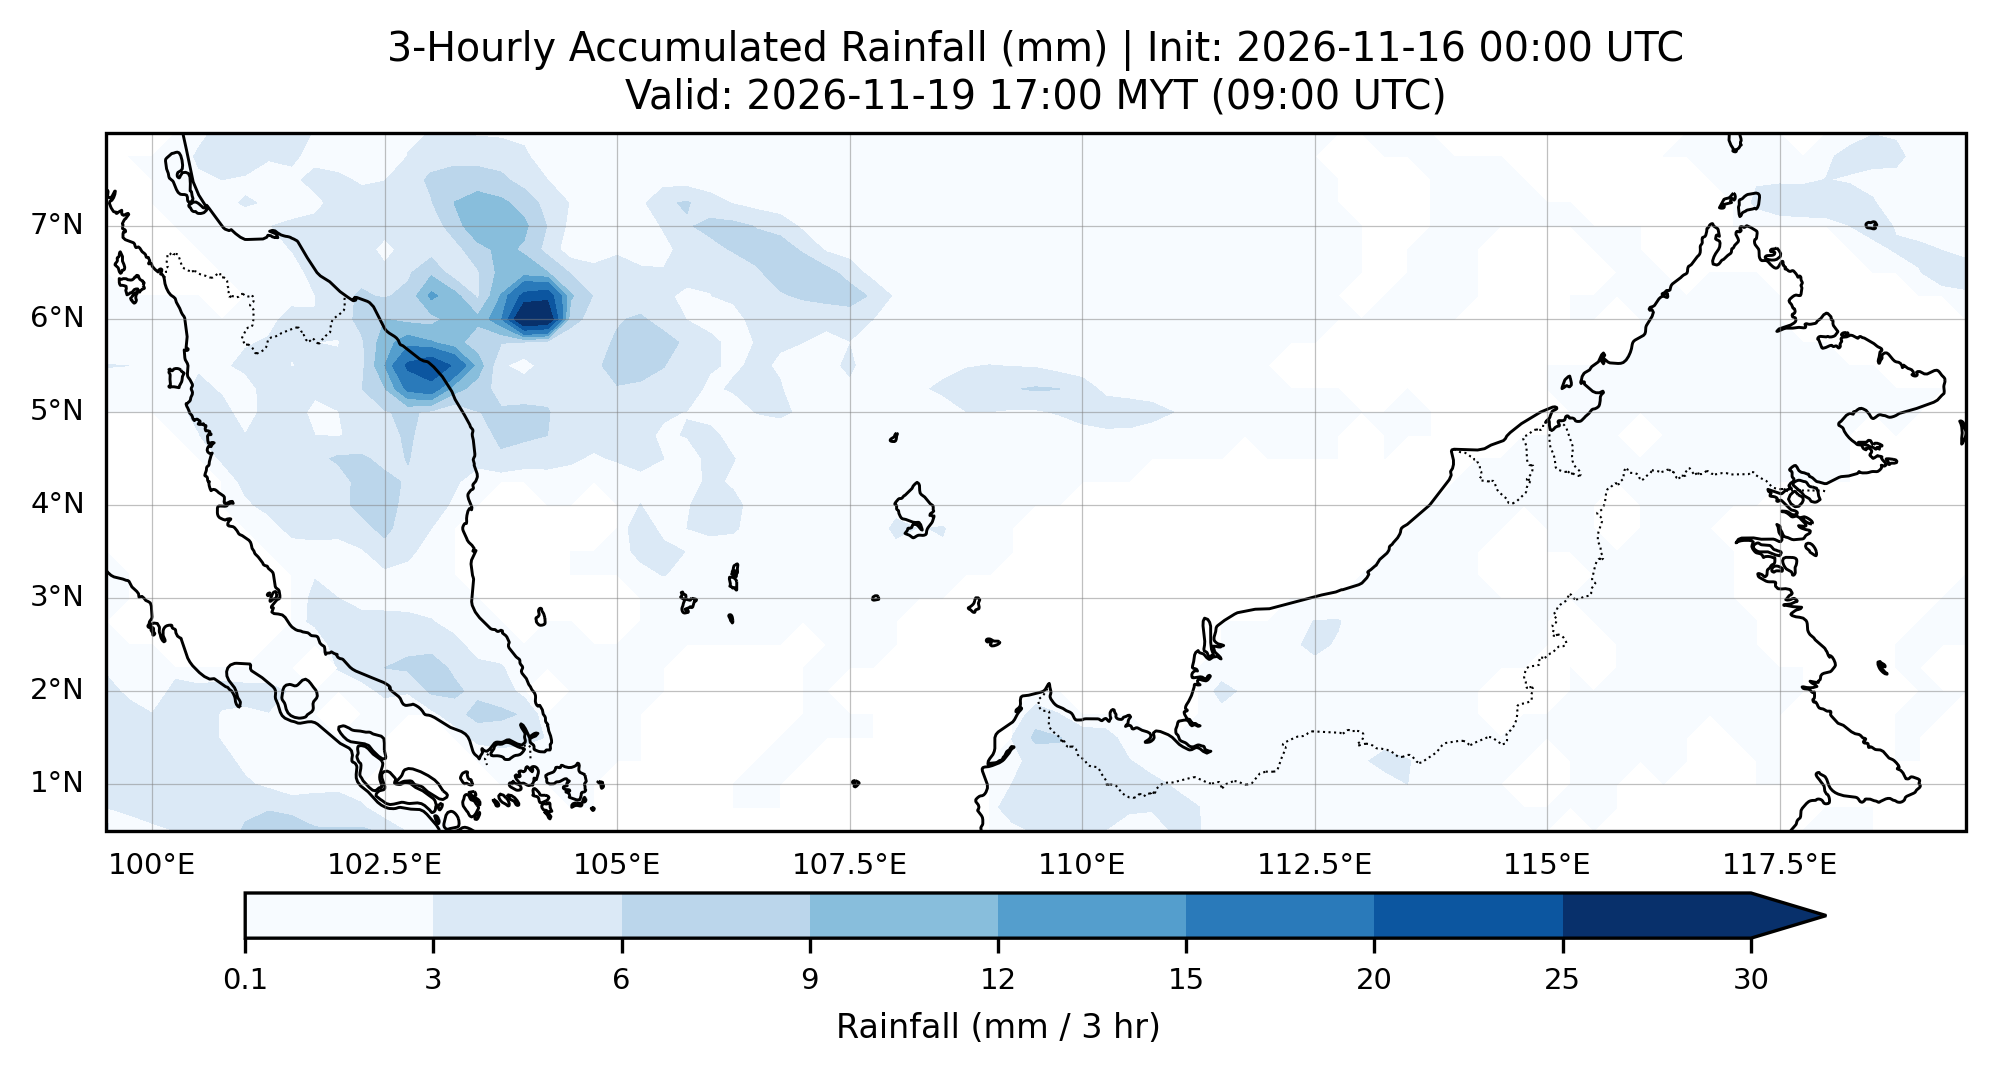 3-Hourly Accumulated Rainfall (mm) | Init: 2026-11-16 00:00 UTC
Valid: 2026-11-19 17:00 MYT (09:00 UTC)
7°N
6°N
5°N
4°N
3°N
2°N
1°N
100°E 102.5°E 105°E 107.5°E 110°E 112.5°E 115°E 117.5°E
0.1 3 6 9 12 15 20 25 30
Rainfall (mm / 3 hr)